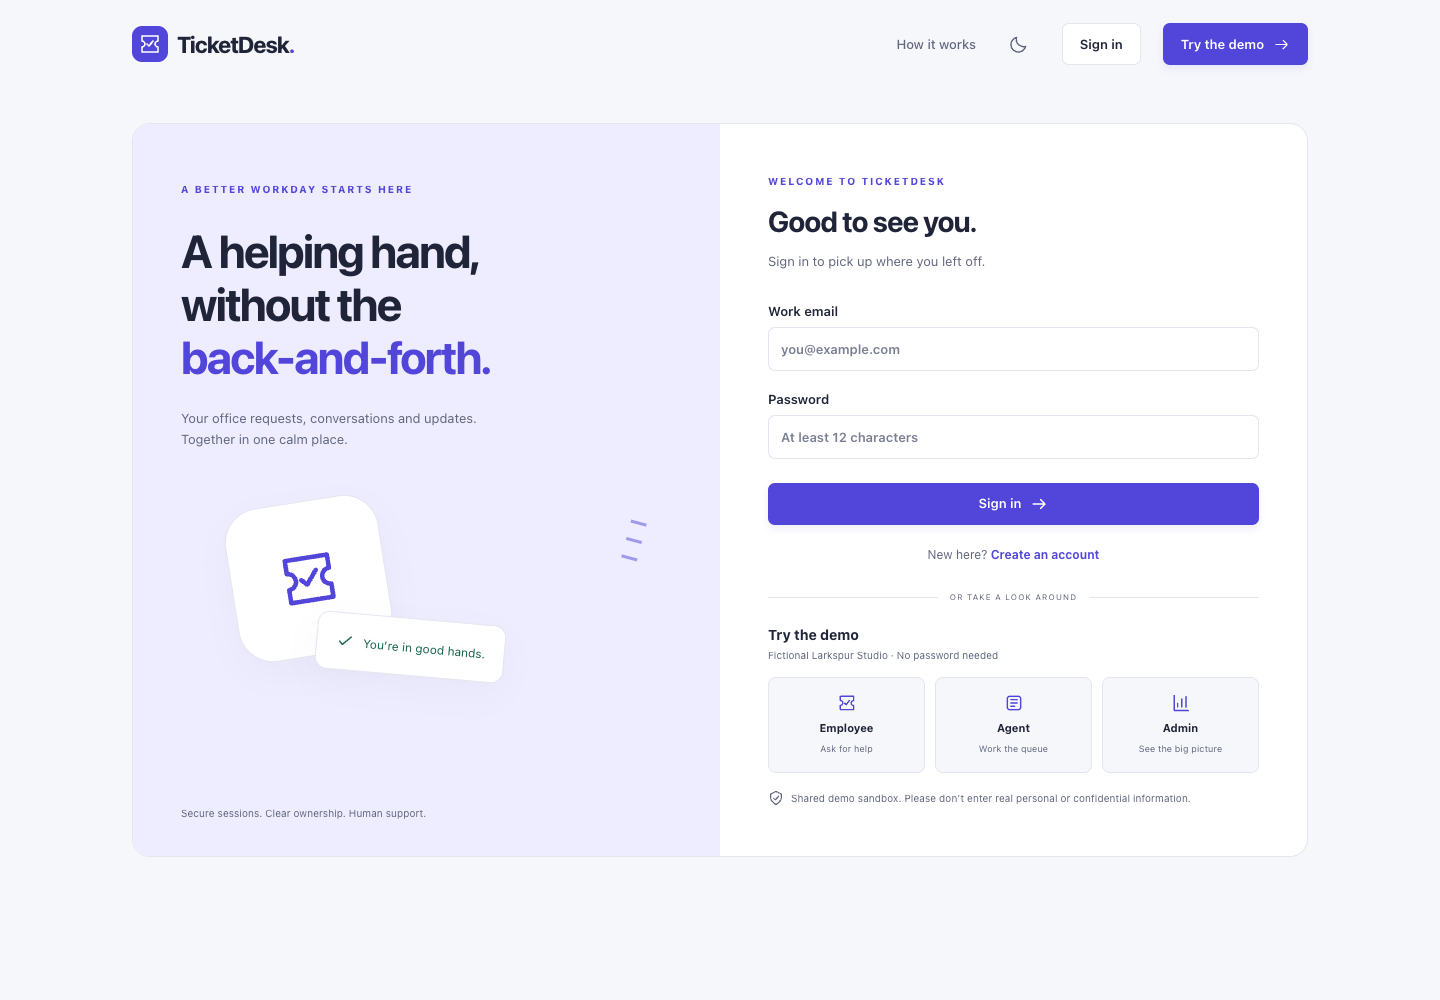 TicketDesk.
How it works
Sign in
Try the demo
A BETTER WORKDAY STARTS HERE
A helping hand,
without the
back-and-forth.
Your office requests, conversations and updates.
Together in one calm place.
You're in good hands.
Secure sessions. Clear ownership. Human support.
WELCOME TO TICKETDESK
Good to see you.
Sign in to pick up where you left off.
Work email
you@example.com
Password
At least 12 characters
Sign in
New here? Create an account
OR TAKE A LOOK AROUND
Try the demo
Fictional Larkspur Studio · No password needed
Employee
Ask for help
Agent
Work the queue
Admin
See the big picture
Shared demo sandbox. Please don't enter real personal or confidential information.